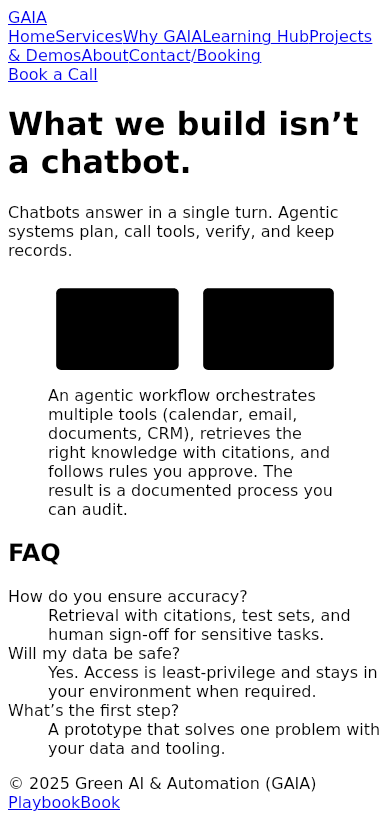 GAIA
HomeServicesWhy GAIALearning HubProjects
& DemosAboutContact/Booking
Book a Call
What we build isn’t
a chatbot.
Chatbots answer in a single turn. Agentic
systems plan, call tools, verify, and keep
records.
An agentic workflow orchestrates
multiple tools (calendar, email,
documents, CRM), retrieves the
right knowledge with citations, and
follows rules you approve. The
result is a documented process you
can audit.
FAQ
How do you ensure accuracy?
Retrieval with citations, test sets, and
human sign-off for sensitive tasks.
Will my data be safe?
Yes. Access is least-privilege and stays in
your environment when required.
What’s the first step?
A prototype that solves one problem with
your data and tooling.
© 2025 Green AI & Automation (GAIA)
PlaybookBook